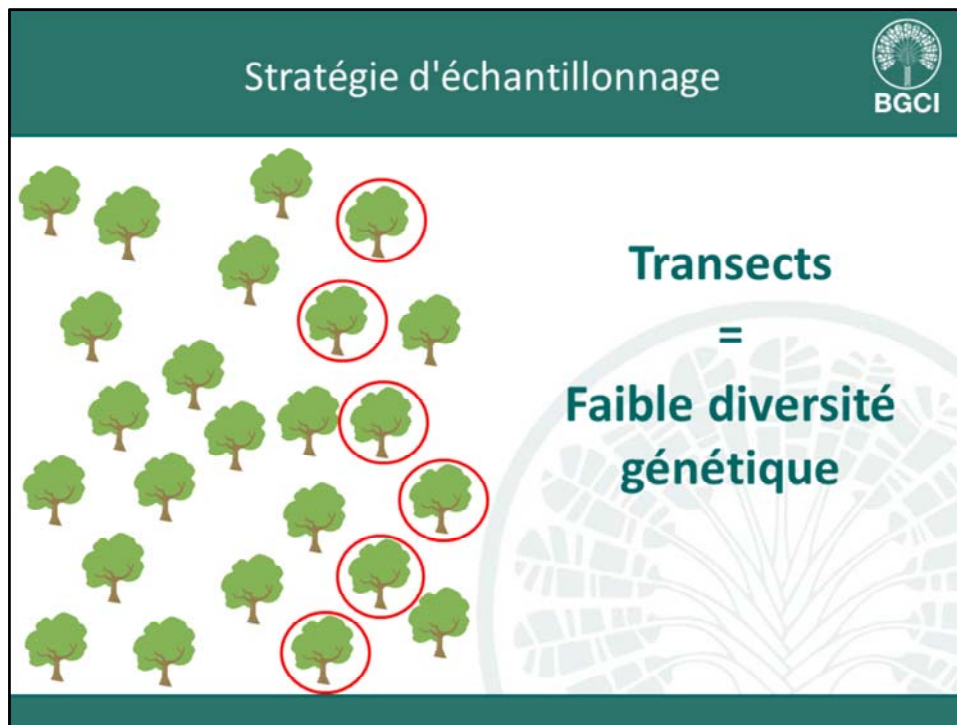 Stratégie d'échantillonnage
BGCI
Transects
=
Faible diversité
génétique